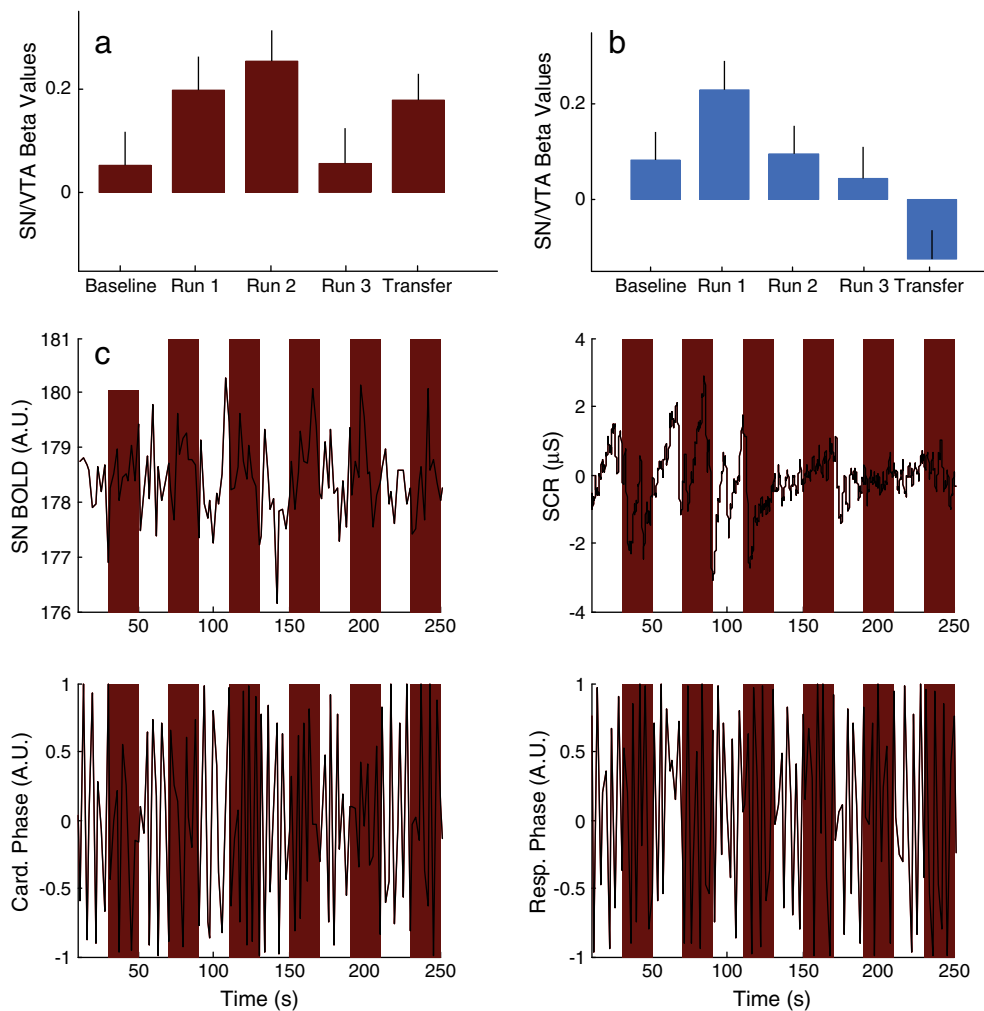 a
SN/VTA Beta Values
0.2
0
Baseline Run 1 Run 2 Run 3 Transfer
b
SN/VTA Beta Values
0.2
0
Baseline Run 1 Run 2 Run 3 Transfer
c
SN BOLD (A.U.)
181
180
179
178
177
176
50 100 150 200 250
SCR (µS)
4
2
0
-2
-4
50 100 150 200 250
Card. Phase (A.U.)
1
0.5
0
-0.5
-1
50 100 150 200 250
Time (s)
Resp. Phase (A.U.)
1
0.5
0
-0.5
-1
50 100 150 200 250
Time (s)